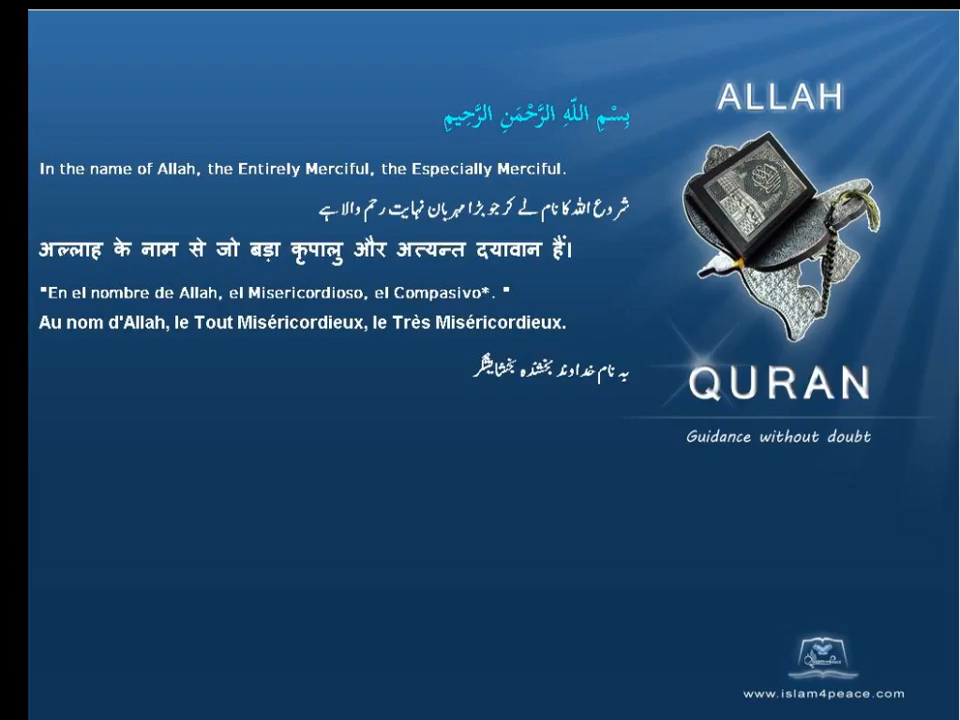 بِسْمِ اللَّهِ الرَّحْمَنِ الرَّحِيمِ
In the name of Allah, the Entirely Merciful, the Especially Merciful.
شروع الله کا نام لے کر جو بڑا مہربان نہایت رحم والا ہے
अल्लाह के नाम से जो बड़ा कृपालु और अत्यन्त दयावान हैं।
"En el nombre de Allah, el Misericordioso, el Compasivo*. "
Au nom d'Allah, le Tout Miséricordieux, le Très Miséricordieux.
به نام خداوند بخشنده بخشایشگر
ALLAH
QURAN
Guidance without doubt
www.islam4peace.com